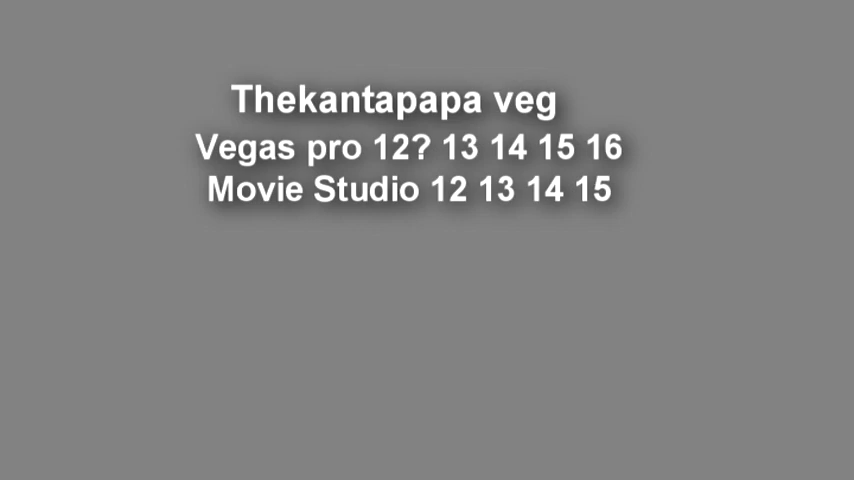 Thekantapapa veg
Vegas pro 12? 13 14 15 16
Movie Studio 12 13 14 15